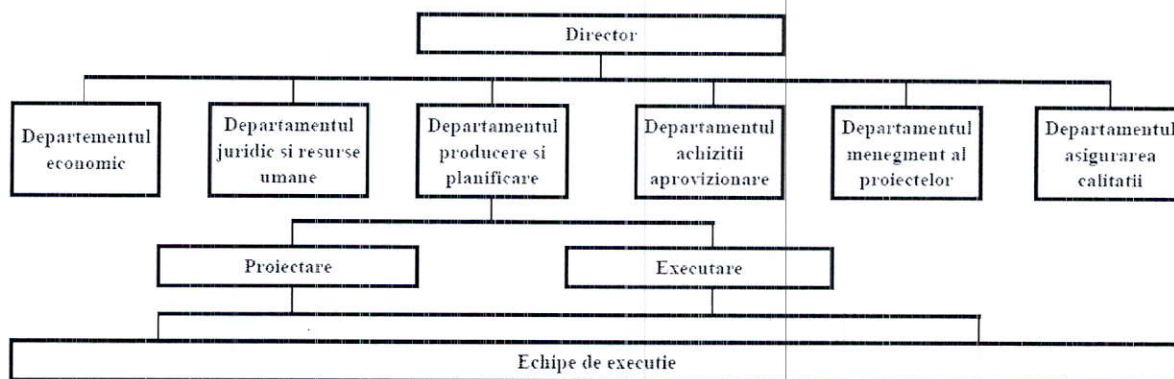 Director
Departementul
economic
Departamentul
juridic si resurse
umane
Departamentul
producere si
planificare
Departamentul
achizitii
aprovizionare
Departamentul
menegment al
proiectelor
Departamentul
asigurarea
calitatii
Proiectare
Executare
Echipe de executie